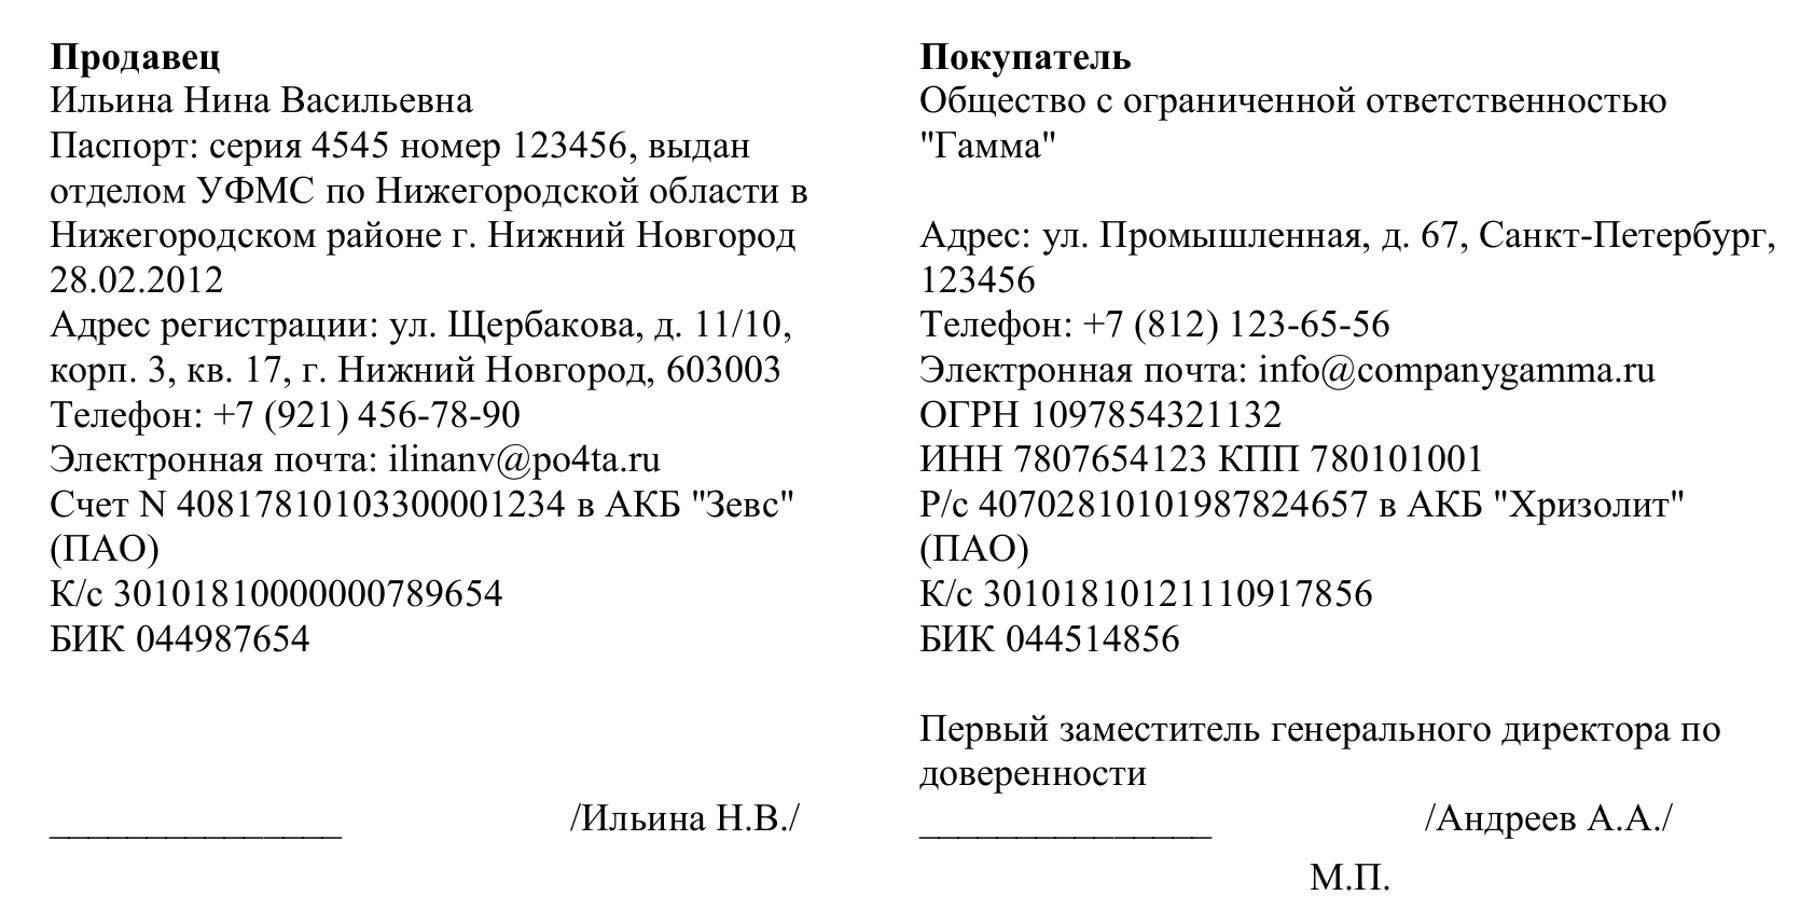 Продавец
Ильина Нина Васильевна
Паспорт: серия 4545 номер 123456, выдан
отделом УФМС по Нижегородской области в
Нижегородском районе г. Нижний Новгород
28.02.2012
Адрес регистрации: ул. Щербакова, д. 11/10,
корп. 3, кв. 17, г. Нижний Новгород, 603003
Телефон: +7 (921) 456-78-90
Электронная почта: ilinanv@po4ta.ru
Счет N 40817810103300001234 в АКБ "Зевс"
(ПАО)
К/с 30101810000000789654
БИК 044987654
_______________ /Ильина Н.В./
Покупатель
Общество с ограниченной ответственностью
"Гамма"
Адрес: ул. Промышленная, д. 67, Санкт-Петербург,
123456
Телефон: +7 (812) 123-65-56
Электронная почта: info@companygamma.ru
ОГРН 1097854321132
ИНН 7807654123 КПП 780101001
Р/с 40702810101987824657 в АКБ "Хризолит"
(ПАО)
К/с 30101810121110917856
БИК 044514856
Первый заместитель генерального директора по
доверенности
_______________ /Андреев А.А./
М.П.